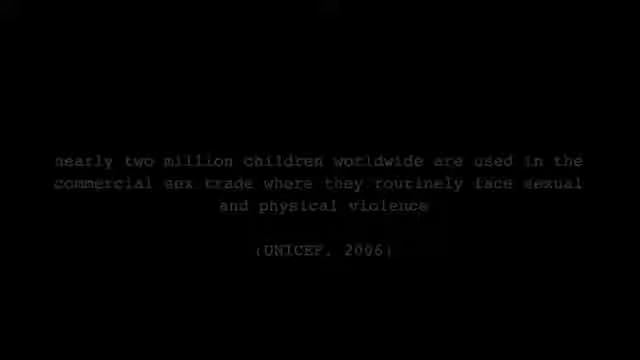 nearly two million children worldwide are used in the
commercial sex trade where they routinely face sexual
and physical violence
(UNICEF, 2006)